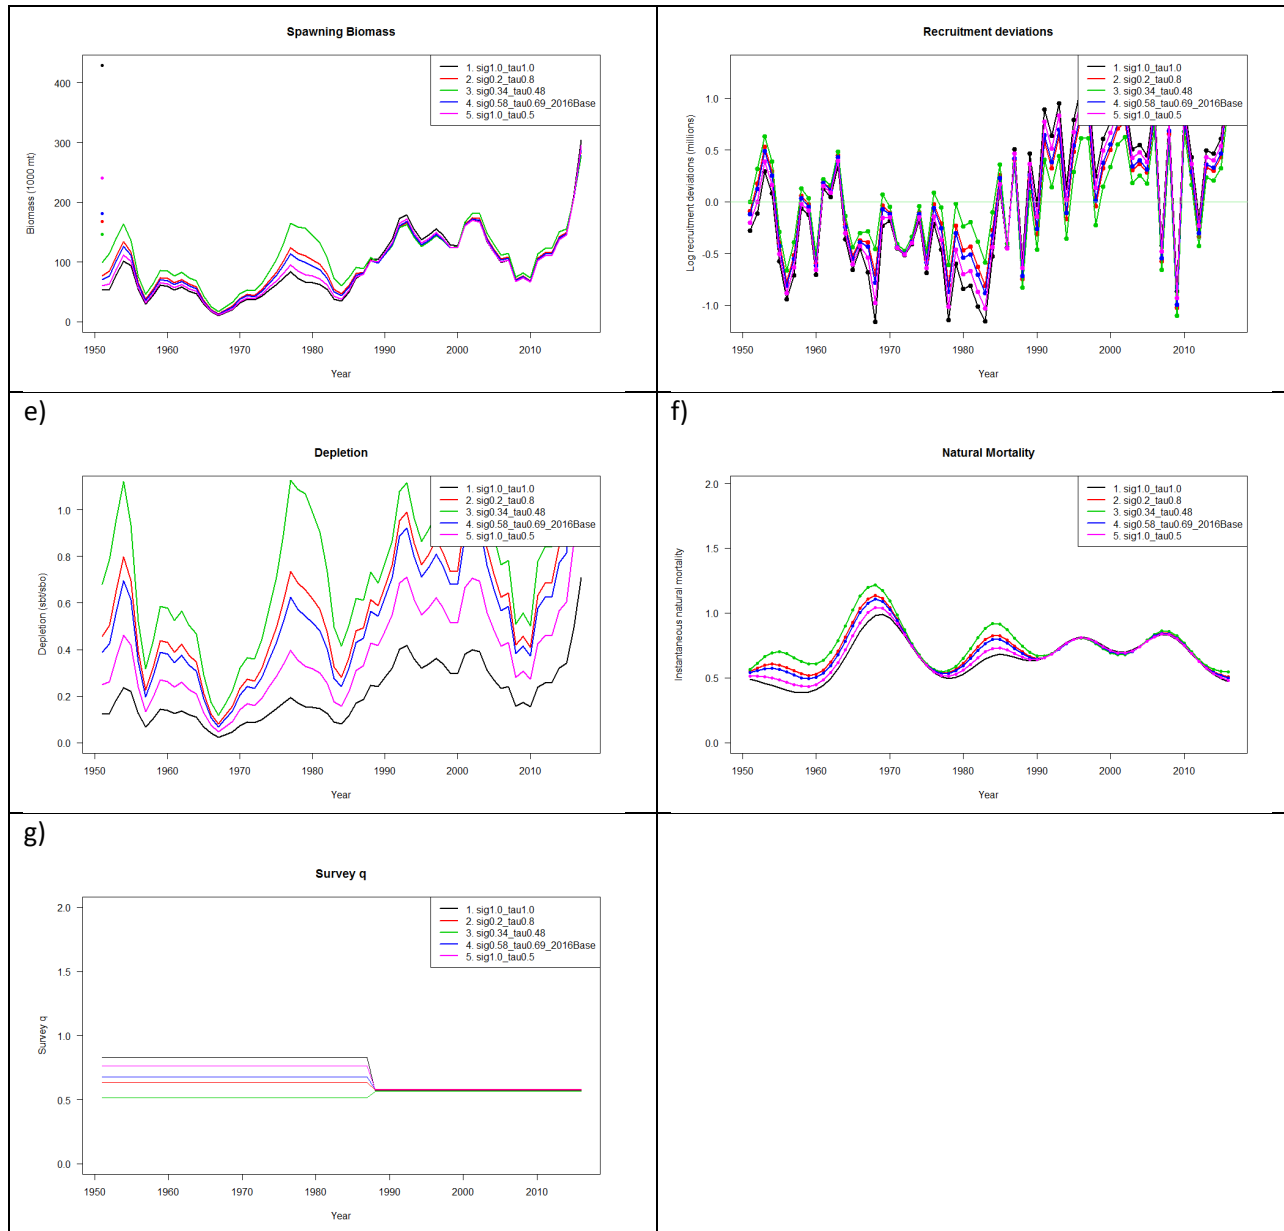 Spawning Biomass
1. sig1.0_tau1.0
2. sig0.2_tau0.8
3. sig0.34_tau0.48
4. sig0.58_tau0.69_2016Base
5. sig1.0_tau0.5
Biomass (1000 mt)
400
300
200
100
0
1950 1960 1970 1980 1990 2000 2010
Year
Recruitment deviations
1. sig1.0_tau1.0
2. sig0.2_tau0.8
3. sig0.34_tau0.48
4. sig0.58_tau0.69_2016Base
5. sig1.0_tau0.5
Log recruitment deviations (millions)
1.0
0.5
0.0
-0.5
-1.0
1950 1960 1970 1980 1990 2000 2010
Year
e)
Depletion
1. sig1.0_tau1.0
2. sig0.2_tau0.8
3. sig0.34_tau0.48
4. sig0.58_tau0.69_2016Base
5. sig1.0_tau0.5
Depletion (sbt/sbo)
1.0
0.8
0.6
0.4
0.2
0.0
1950 1960 1970 1980 1990 2000 2010
Year
f)
Natural Mortality
1. sig1.0_tau1.0
2. sig0.2_tau0.8
3. sig0.34_tau0.48
4. sig0.58_tau0.69_2016Base
5. sig1.0_tau0.5
Instantaneous natural mortality
2.0
1.5
1.0
0.5
0.0
1950 1960 1970 1980 1990 2000 2010
Year
g)
Survey q
1. sig1.0_tau1.0
2. sig0.2_tau0.8
3. sig0.34_tau0.48
4. sig0.58_tau0.69_2016Base
5. sig1.0_tau0.5
Survey q
2.0
1.5
1.0
0.5
0.0
1950 1960 1970 1980 1990 2000 2010
Year